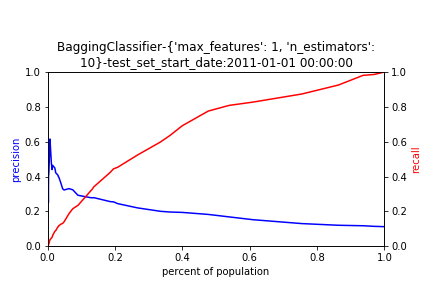 BaggingClassifier-{'max_features': 1, 'n_estimators':
10}-test_set_start_date:2011-01-01 00:00:00
1.0
0.8
0.6
0.4
0.2
0.0
precision
1.0
0.8
0.6
0.4
0.2
0.0
recall
0.0 0.2 0.4 0.6 0.8 1.0
percent of population